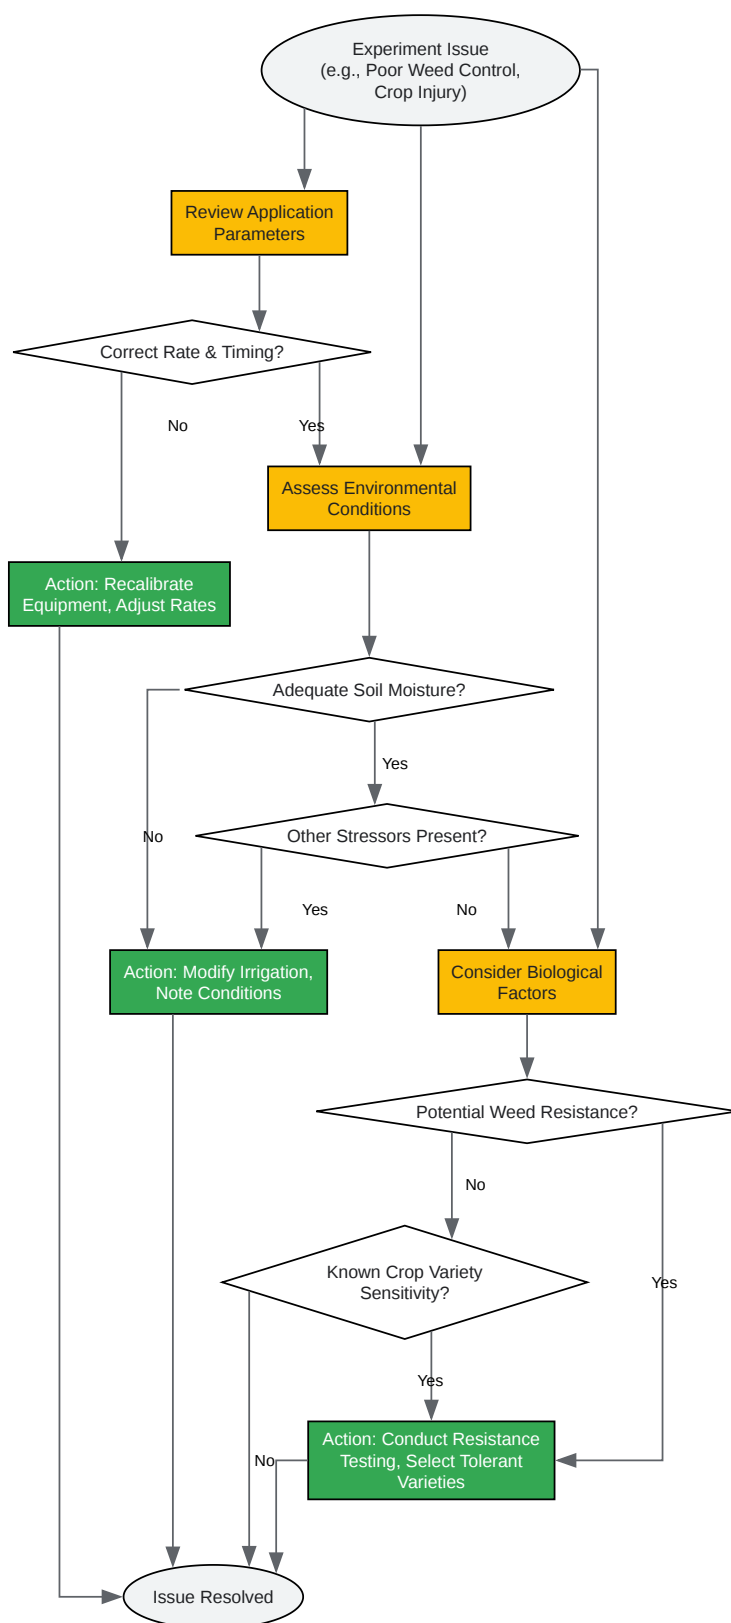 Experiment Issue
(e.g., Poor Weed Control,
Crop Injury)
Review Application
Parameters
Correct Rate & Timing?
No
Yes
Assess Environmental
Conditions
Action: Recalibrate
Equipment, Adjust Rates
Adequate Soil Moisture?
Yes
No
Other Stressors Present?
Yes
No
Action: Modify Irrigation,
Note Conditions
Consider Biological
Factors
Potential Weed Resistance?
No
Known Crop Variety
Sensitivity?
Yes
Yes
No
Action: Conduct Resistance
Testing, Select Tolerant
Varieties
Issue Resolved